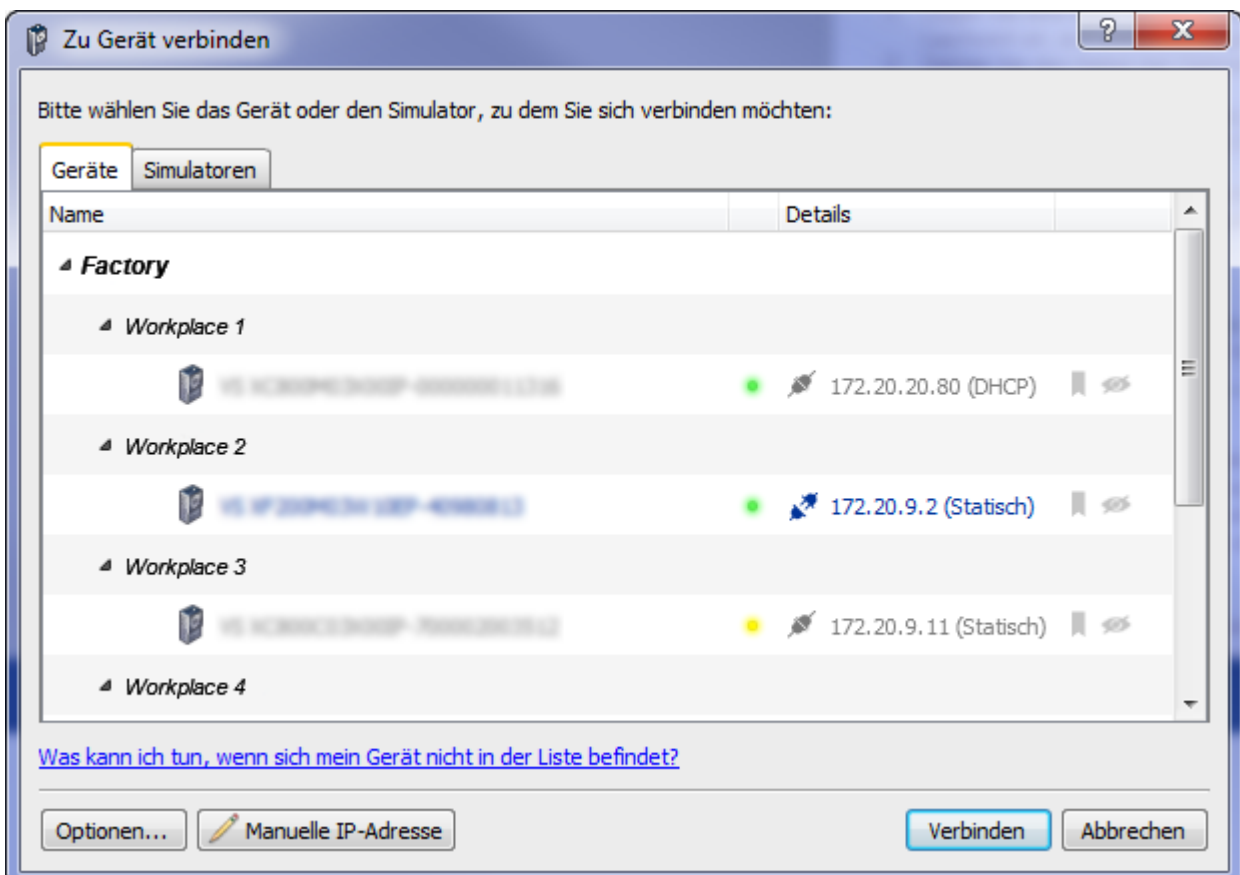 Zu Gerät verbinden
Bitte wählen Sie das Gerät oder den Simulator, zu dem Sie sich verbinden möchten:
Geräte Simulatoren
Name Details
Factory
Workplace 1
172.20.20.80 (DHCP)
Workplace 2
172.20.9.2 (Statisch)
Workplace 3
172.20.9.11 (Statisch)
Workplace 4
Was kann ich tun, wenn sich mein Gerät nicht in der Liste befindet?
Optionen... Manuelle IP-Adresse Verbinden Abbrechen